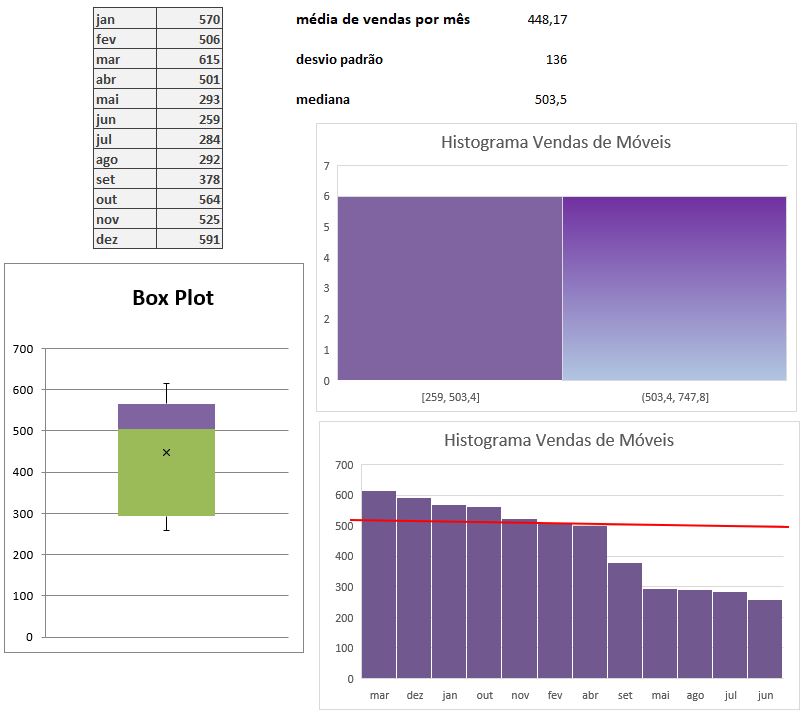 jan 570
fev 506
mar 615
abr 501
mai 293
jun 259
jul 284
ago 292
set 378
out 564
nov 525
dez 591
média de vendas por mês 448,17
desvio padrão 136
mediana 503,5
Histograma Vendas de Móveis
7
6
5
4
3
2
1
0
[259, 503,4] (503,4, 747,8]
Box Plot
700
600
500
400
300
200
100
0
Histograma Vendas de Móveis
700
600
500
400
300
200
100
0
mar dez jan out nov fev abr set mai ago jul jun